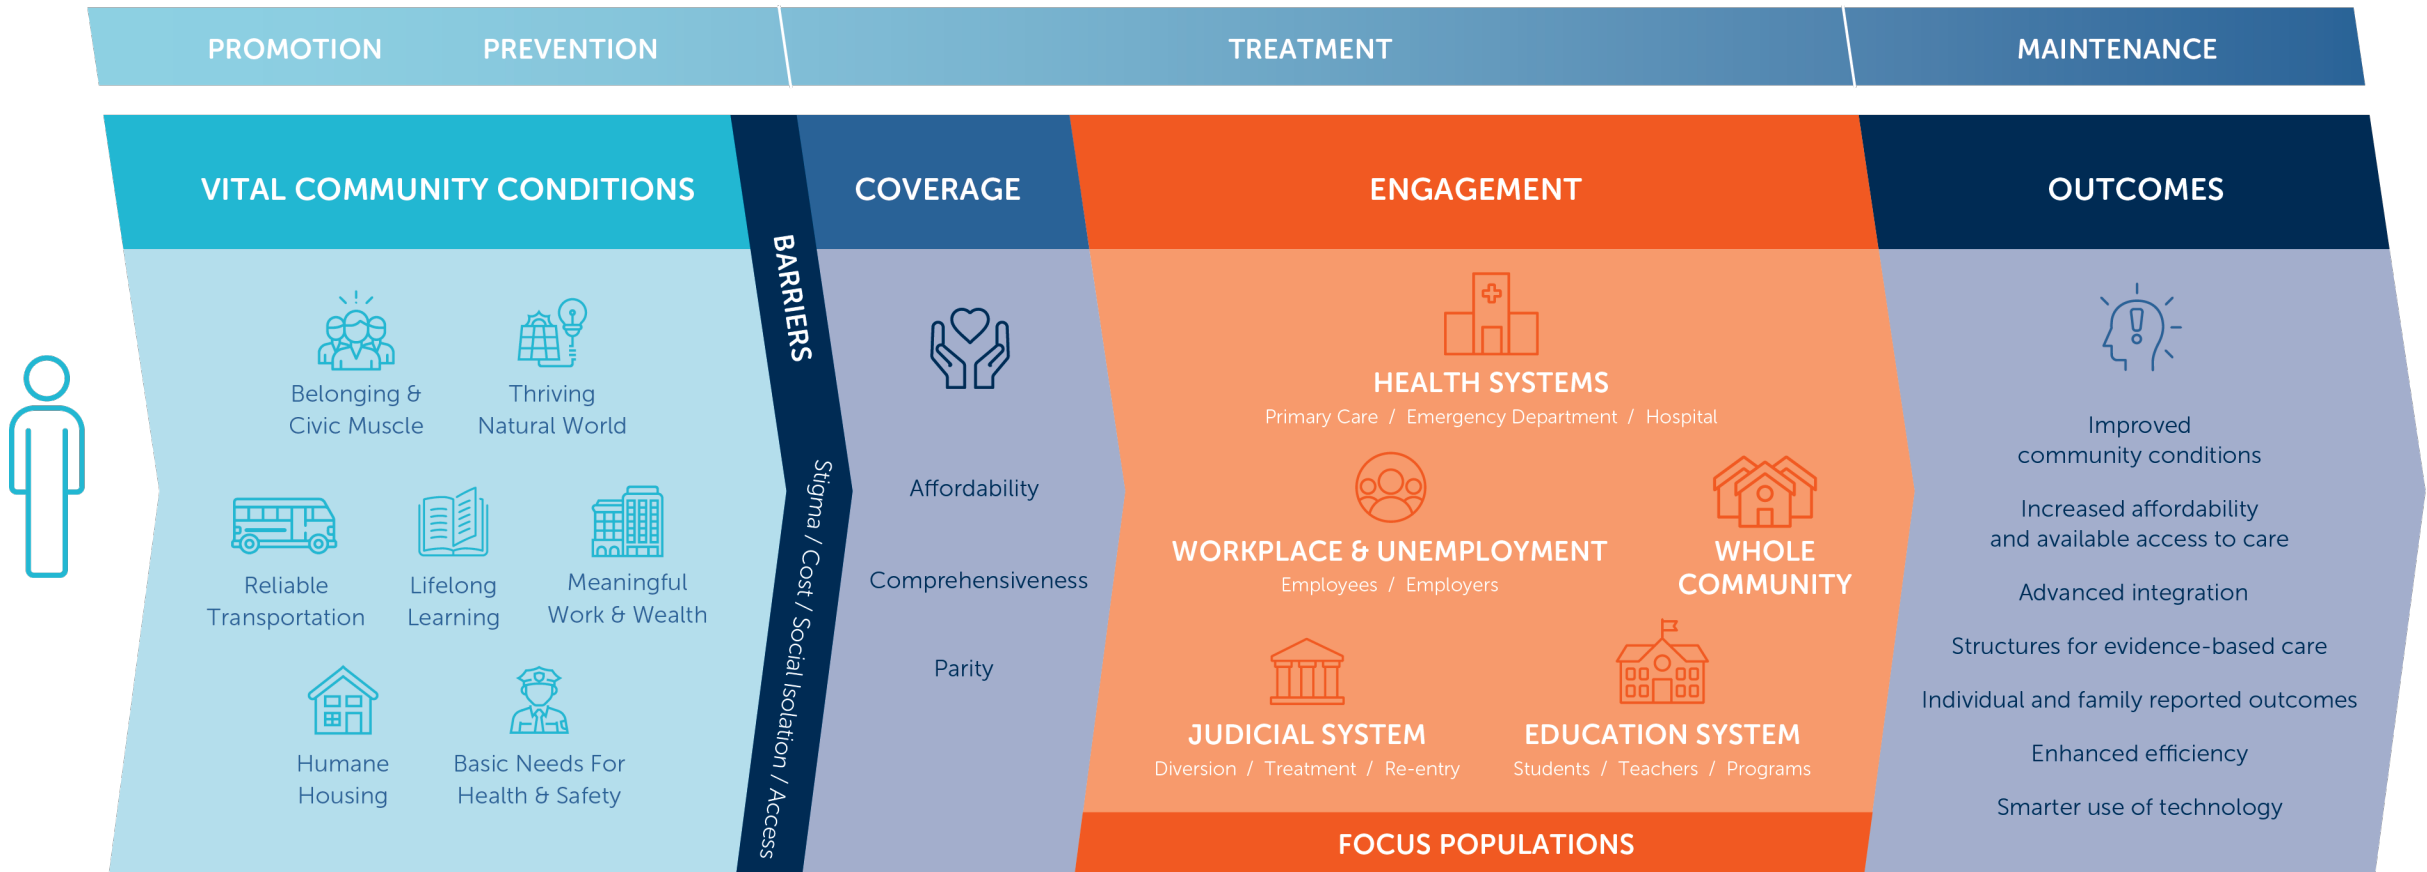 PROMOTION
PREVENTION
TREATMENT
MAINTENANCE
VITAL COMMUNITY CONDITIONS
Belonging &
Civic Muscle
Thriving
Natural World
Reliable
Transportation
Lifelong
Learning
Meaningful
Work & Wealth
Humane
Housing
Basic Needs For
Health & Safety
BARRIERS
Stigma / Cost / Social Isolation / Access
COVERAGE
Affordability
Comprehensiveness
Parity
ENGAGEMENT
HEALTH SYSTEMS
Primary Care / Emergency Department / Hospital
WORKPLACE & UNEMPLOYMENT
Employees / Employers
WHOLE
COMMUNITY
JUDICIAL SYSTEM
Diversion / Treatment / Re-entry
EDUCATION SYSTEM
Students / Teachers / Programs
FOCUS POPULATIONS
OUTCOMES
Improved
community conditions
Increased affordability
and available access to care
Advanced integration
Structures for evidence-based care
Individual and family reported outcomes
Enhanced efficiency
Smarter use of technology